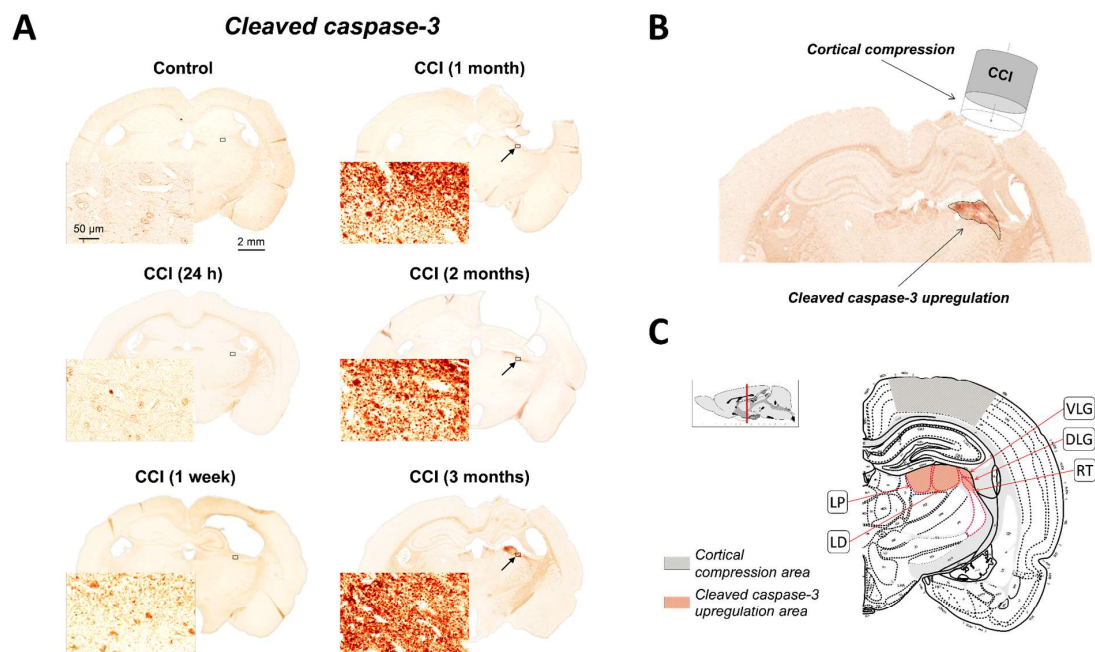 A
Cleaved caspase-3
Control
50 µm
2 mm
CCI (1 month)
CCI (24 h)
CCI (2 months)
CCI (1 week)
CCI (3 months)
B
Cortical compression
CCI
Cleaved caspase-3 upregulation
C
VLG
DLG
RT
LP
LD
Cortical
compression area
Cleaved caspase-3
upregulation area